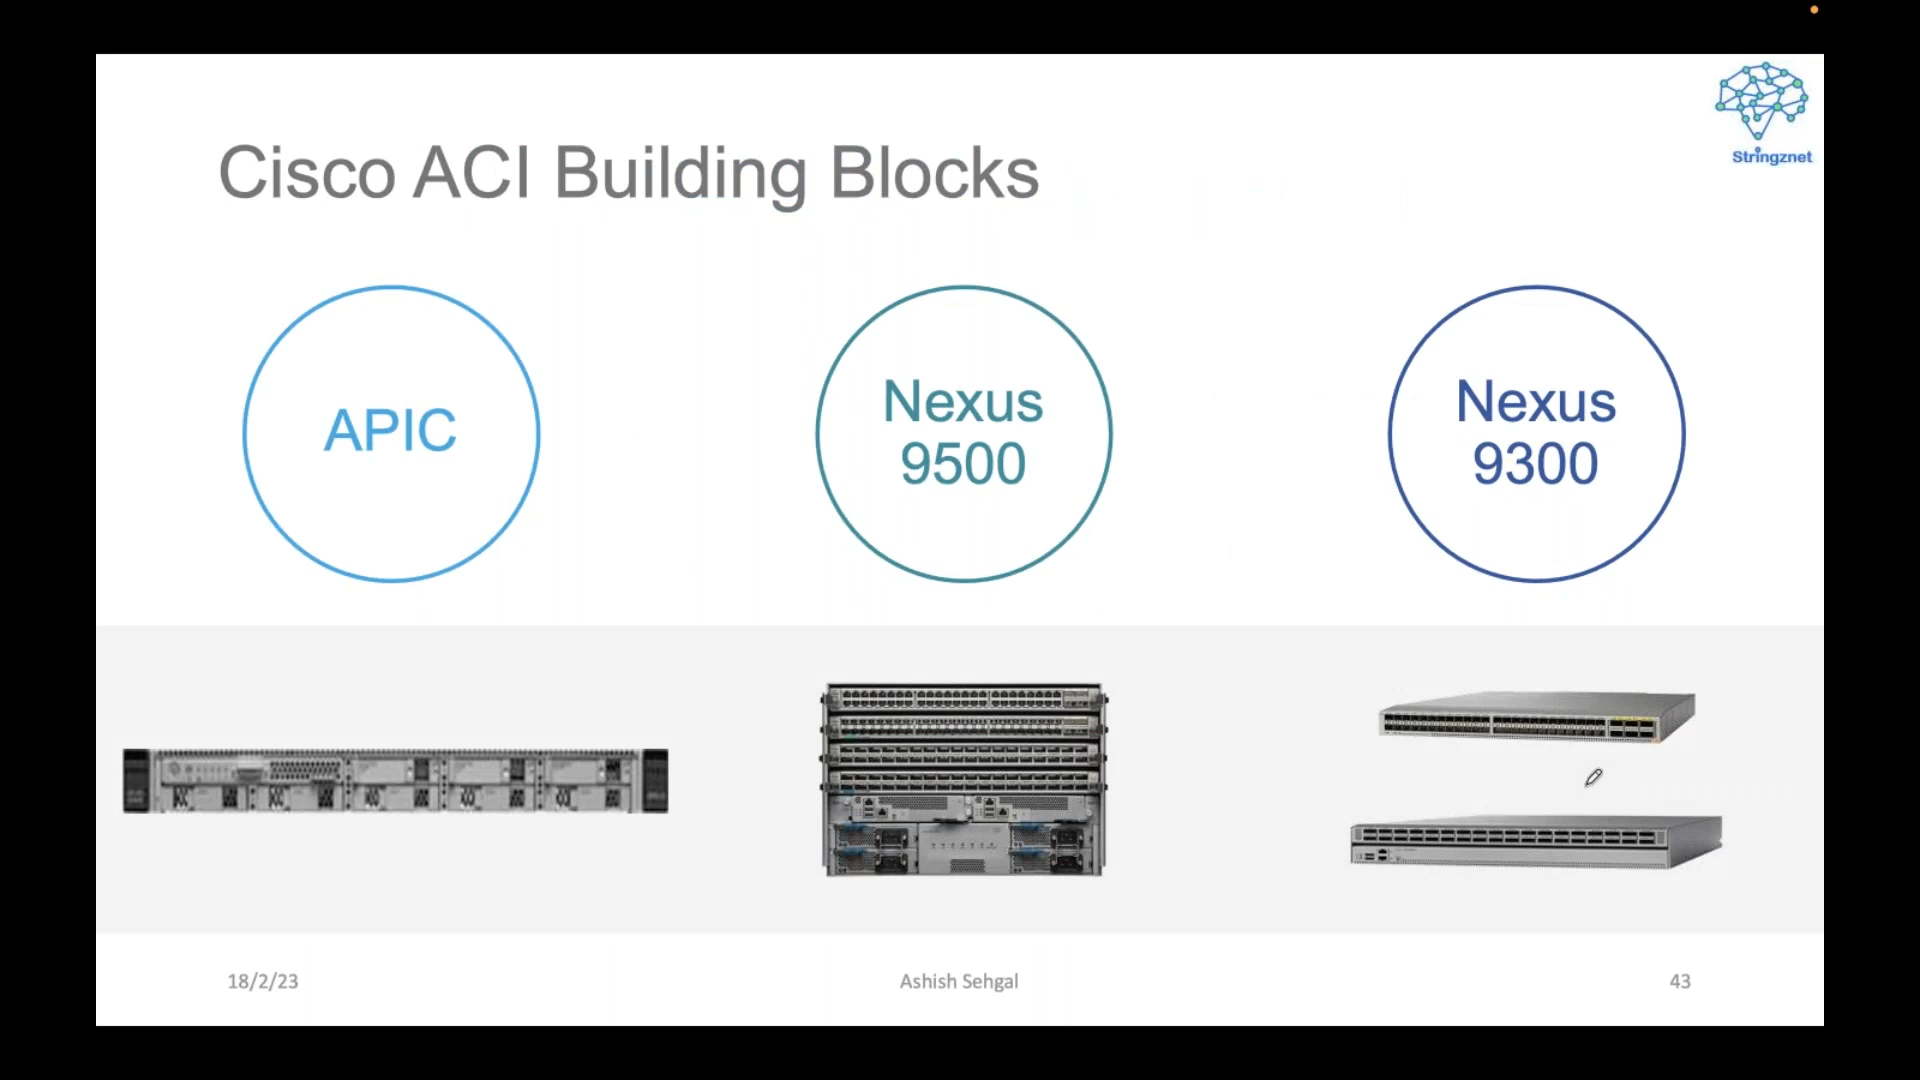 Stringznet
Cisco ACI Building Blocks
APIC
Nexus
9500
Nexus
9300
18/2/23
Ashish Sehgal
43